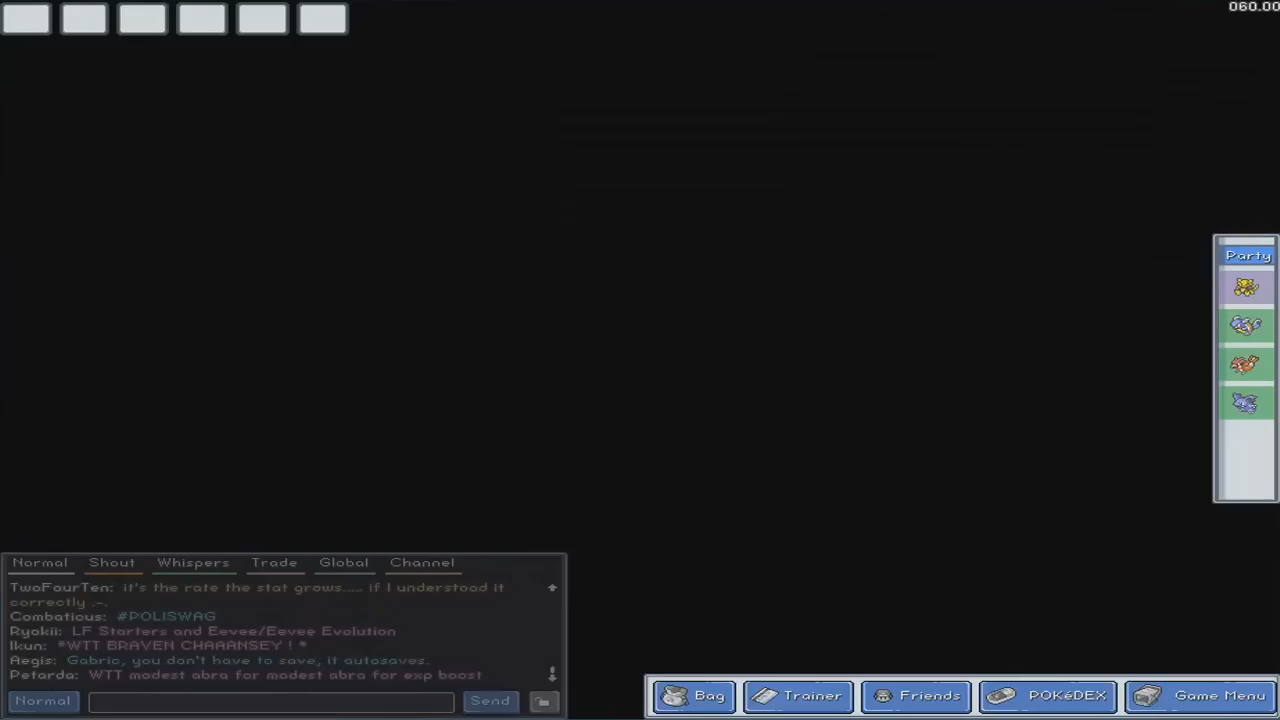 060.00
Party
Normal Shout Whispers Trade Global Channel
TwoFourTen: it's the rate the stat grows..... if I understood it
correctly .-.
Combaticus: #POLISWAG
Ryokii: LF Starters and Eevee/Eevee Evolution
Ikun: *WTT BRAVEN CHAAANSEY ! *
Aegis: Gabric, you don't have to save, it autosaves.
Petarda: WTT modest abra for modest abra for exp boost
Normal Send
Bag Trainer Friends POKéDEX Game Menu